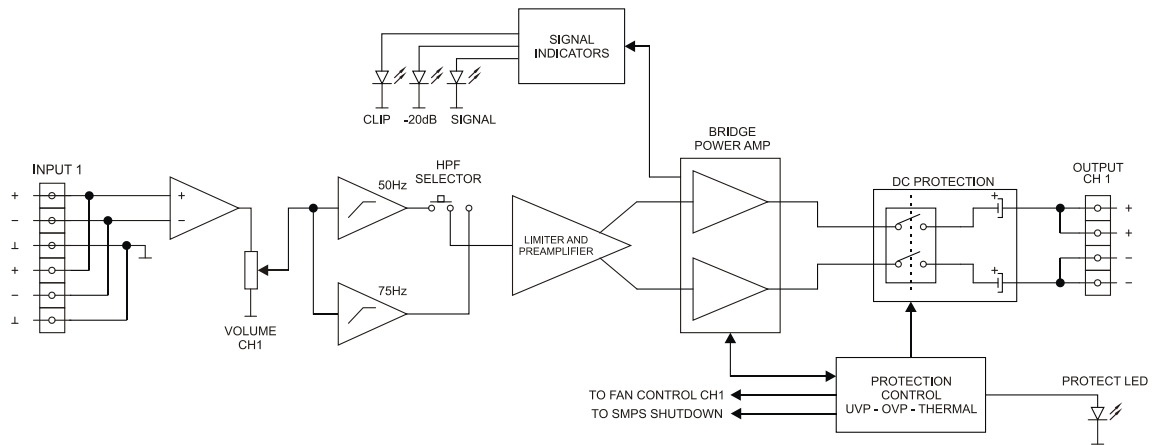 SIGNAL
INDICATORS
CLIP
-20dB
SIGNAL
BRIDGE
POWER AMP
INPUT 1
+
−
⊥
+
−
⊥
+
−
VOLUME
CH1
50Hz
75Hz
HPF
SELECTOR
LIMITER AND
PREAMPLIFIER
DC PROTECTION
+
+
OUTPUT
CH 1
+
+
−
−
PROTECTION
CONTROL
UVP - OVP - THERMAL
TO FAN CONTROL CH1
TO SMPS SHUTDOWN
PROTECT LED